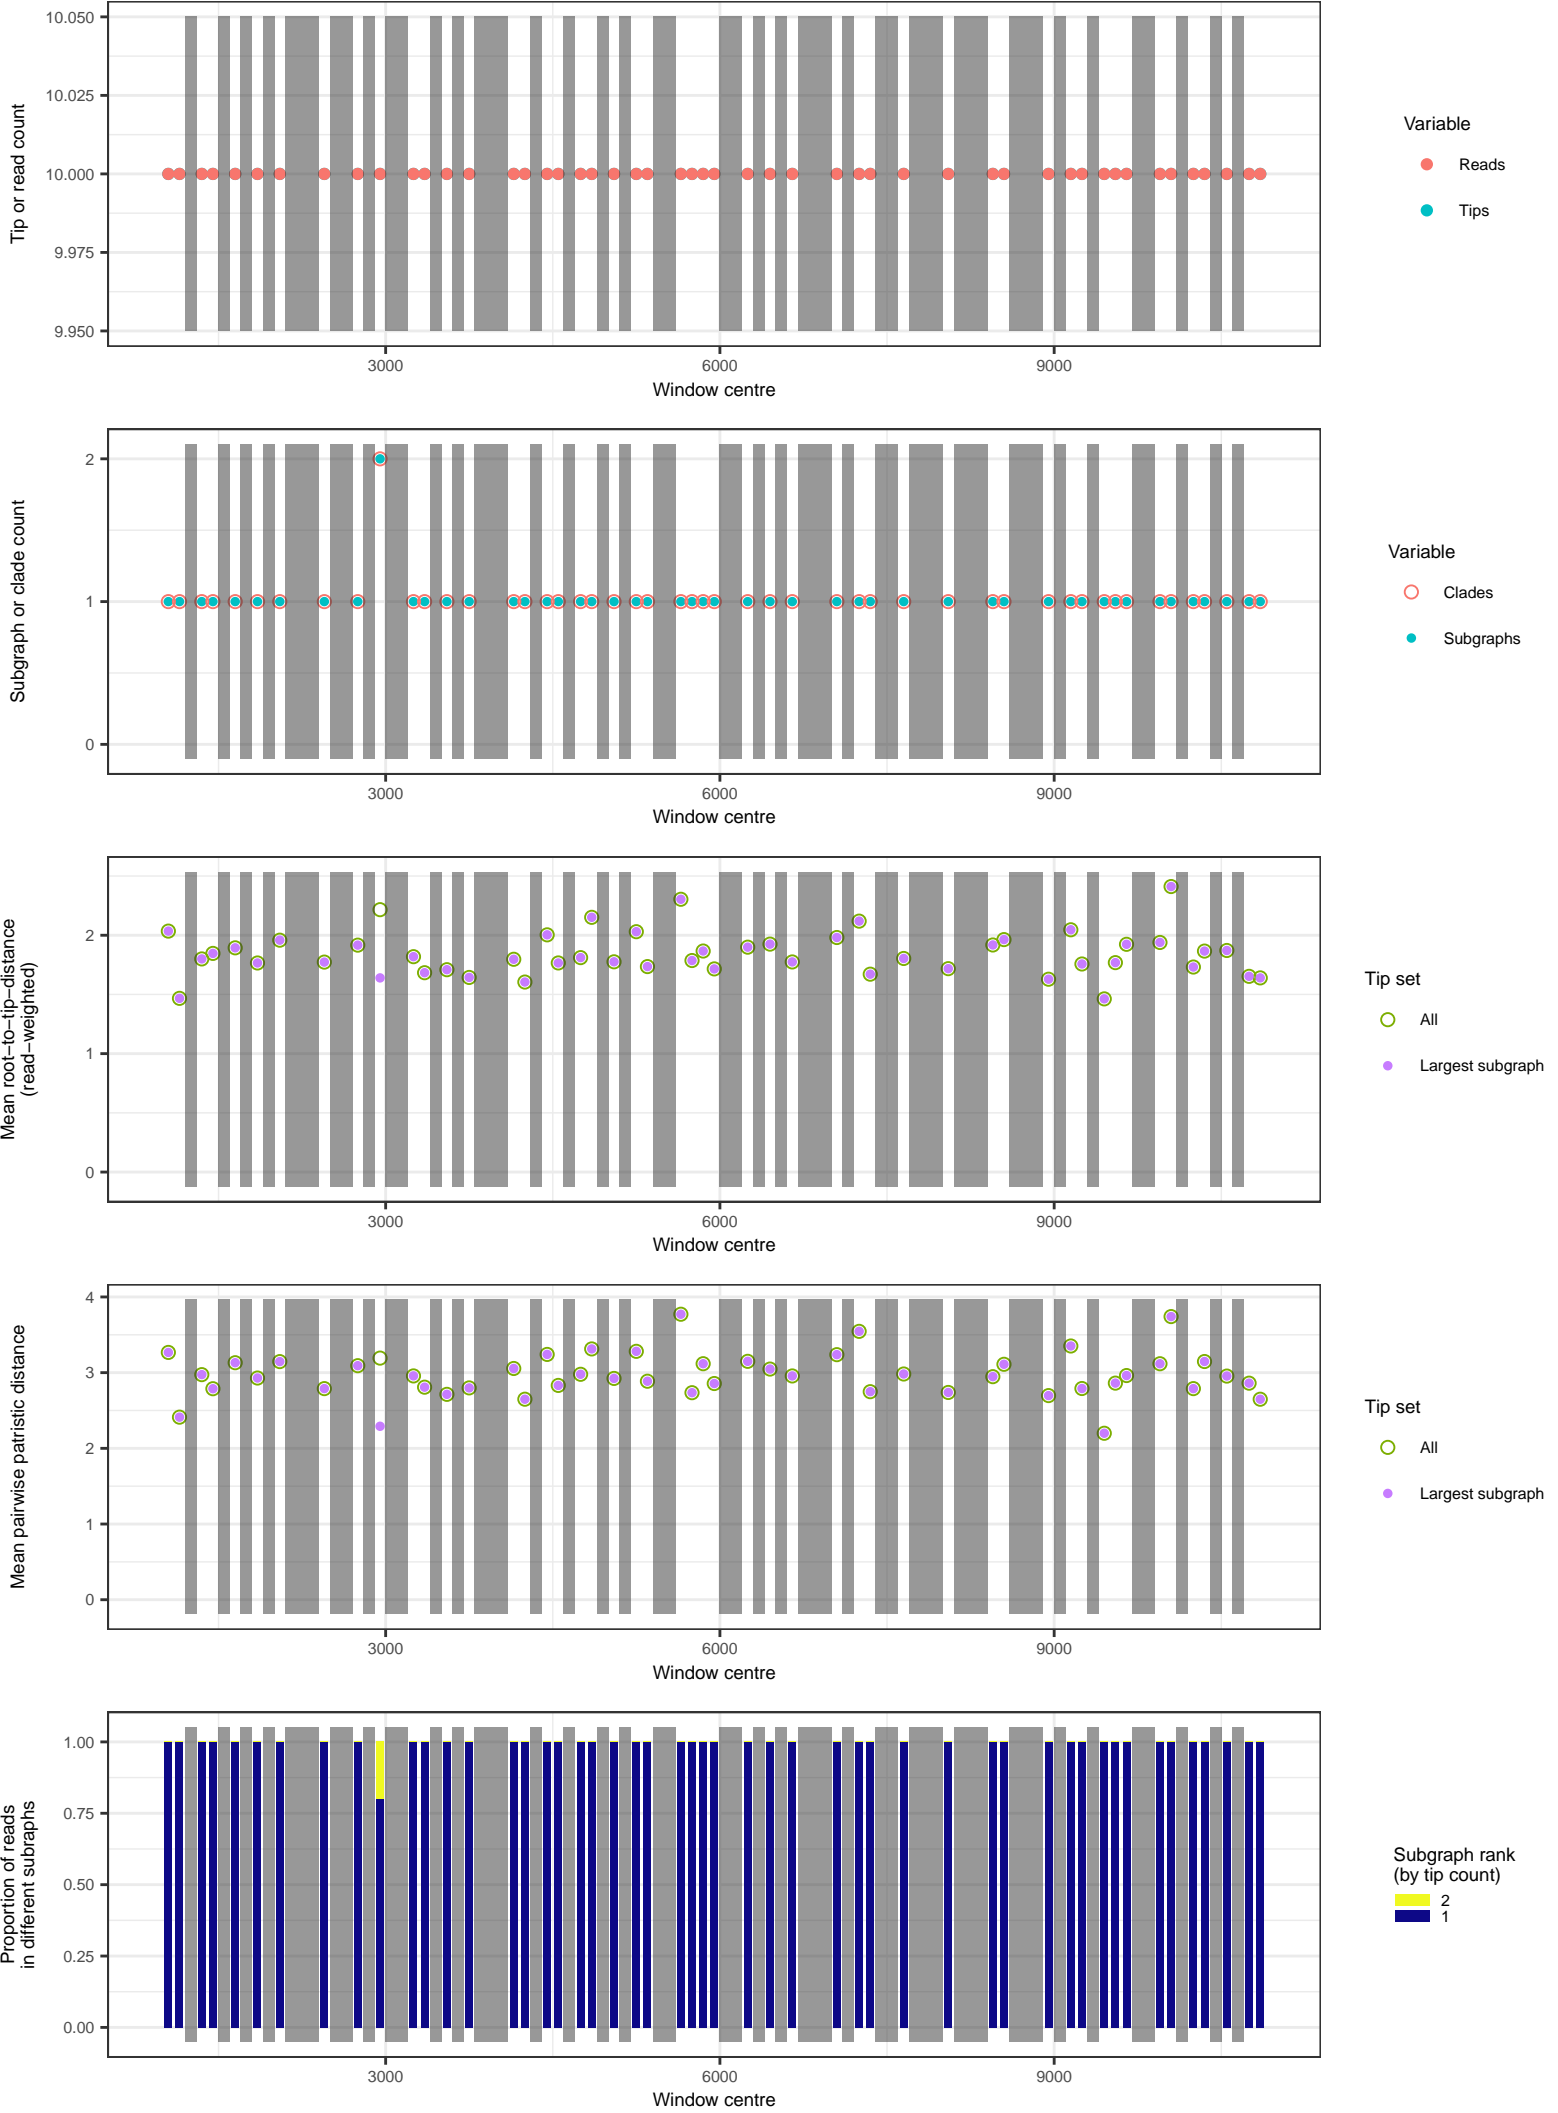 Tip or read count
10.050
10.025
10.000
9.975
9.950
3000 6000 9000
Window centre
Variable
Reads
Tips
Subgraph or clade count
2
1
0
3000 6000 9000
Window centre
Variable
Clades
Subgraphs
Mean root−to−tip−distance
(read−weighted)
2
1
0
3000 6000 9000
Window centre
Tip set
All
Largest subgraph
Mean pairwise patristic distance
4
3
2
1
0
3000 6000 9000
Window centre
Tip set
All
Largest subgraph
Proportion of reads
in different subraphs
1.00
0.75
0.50
0.25
0.00
3000 6000 9000
Window centre
Subgraph rank
(by tip count)
2
1